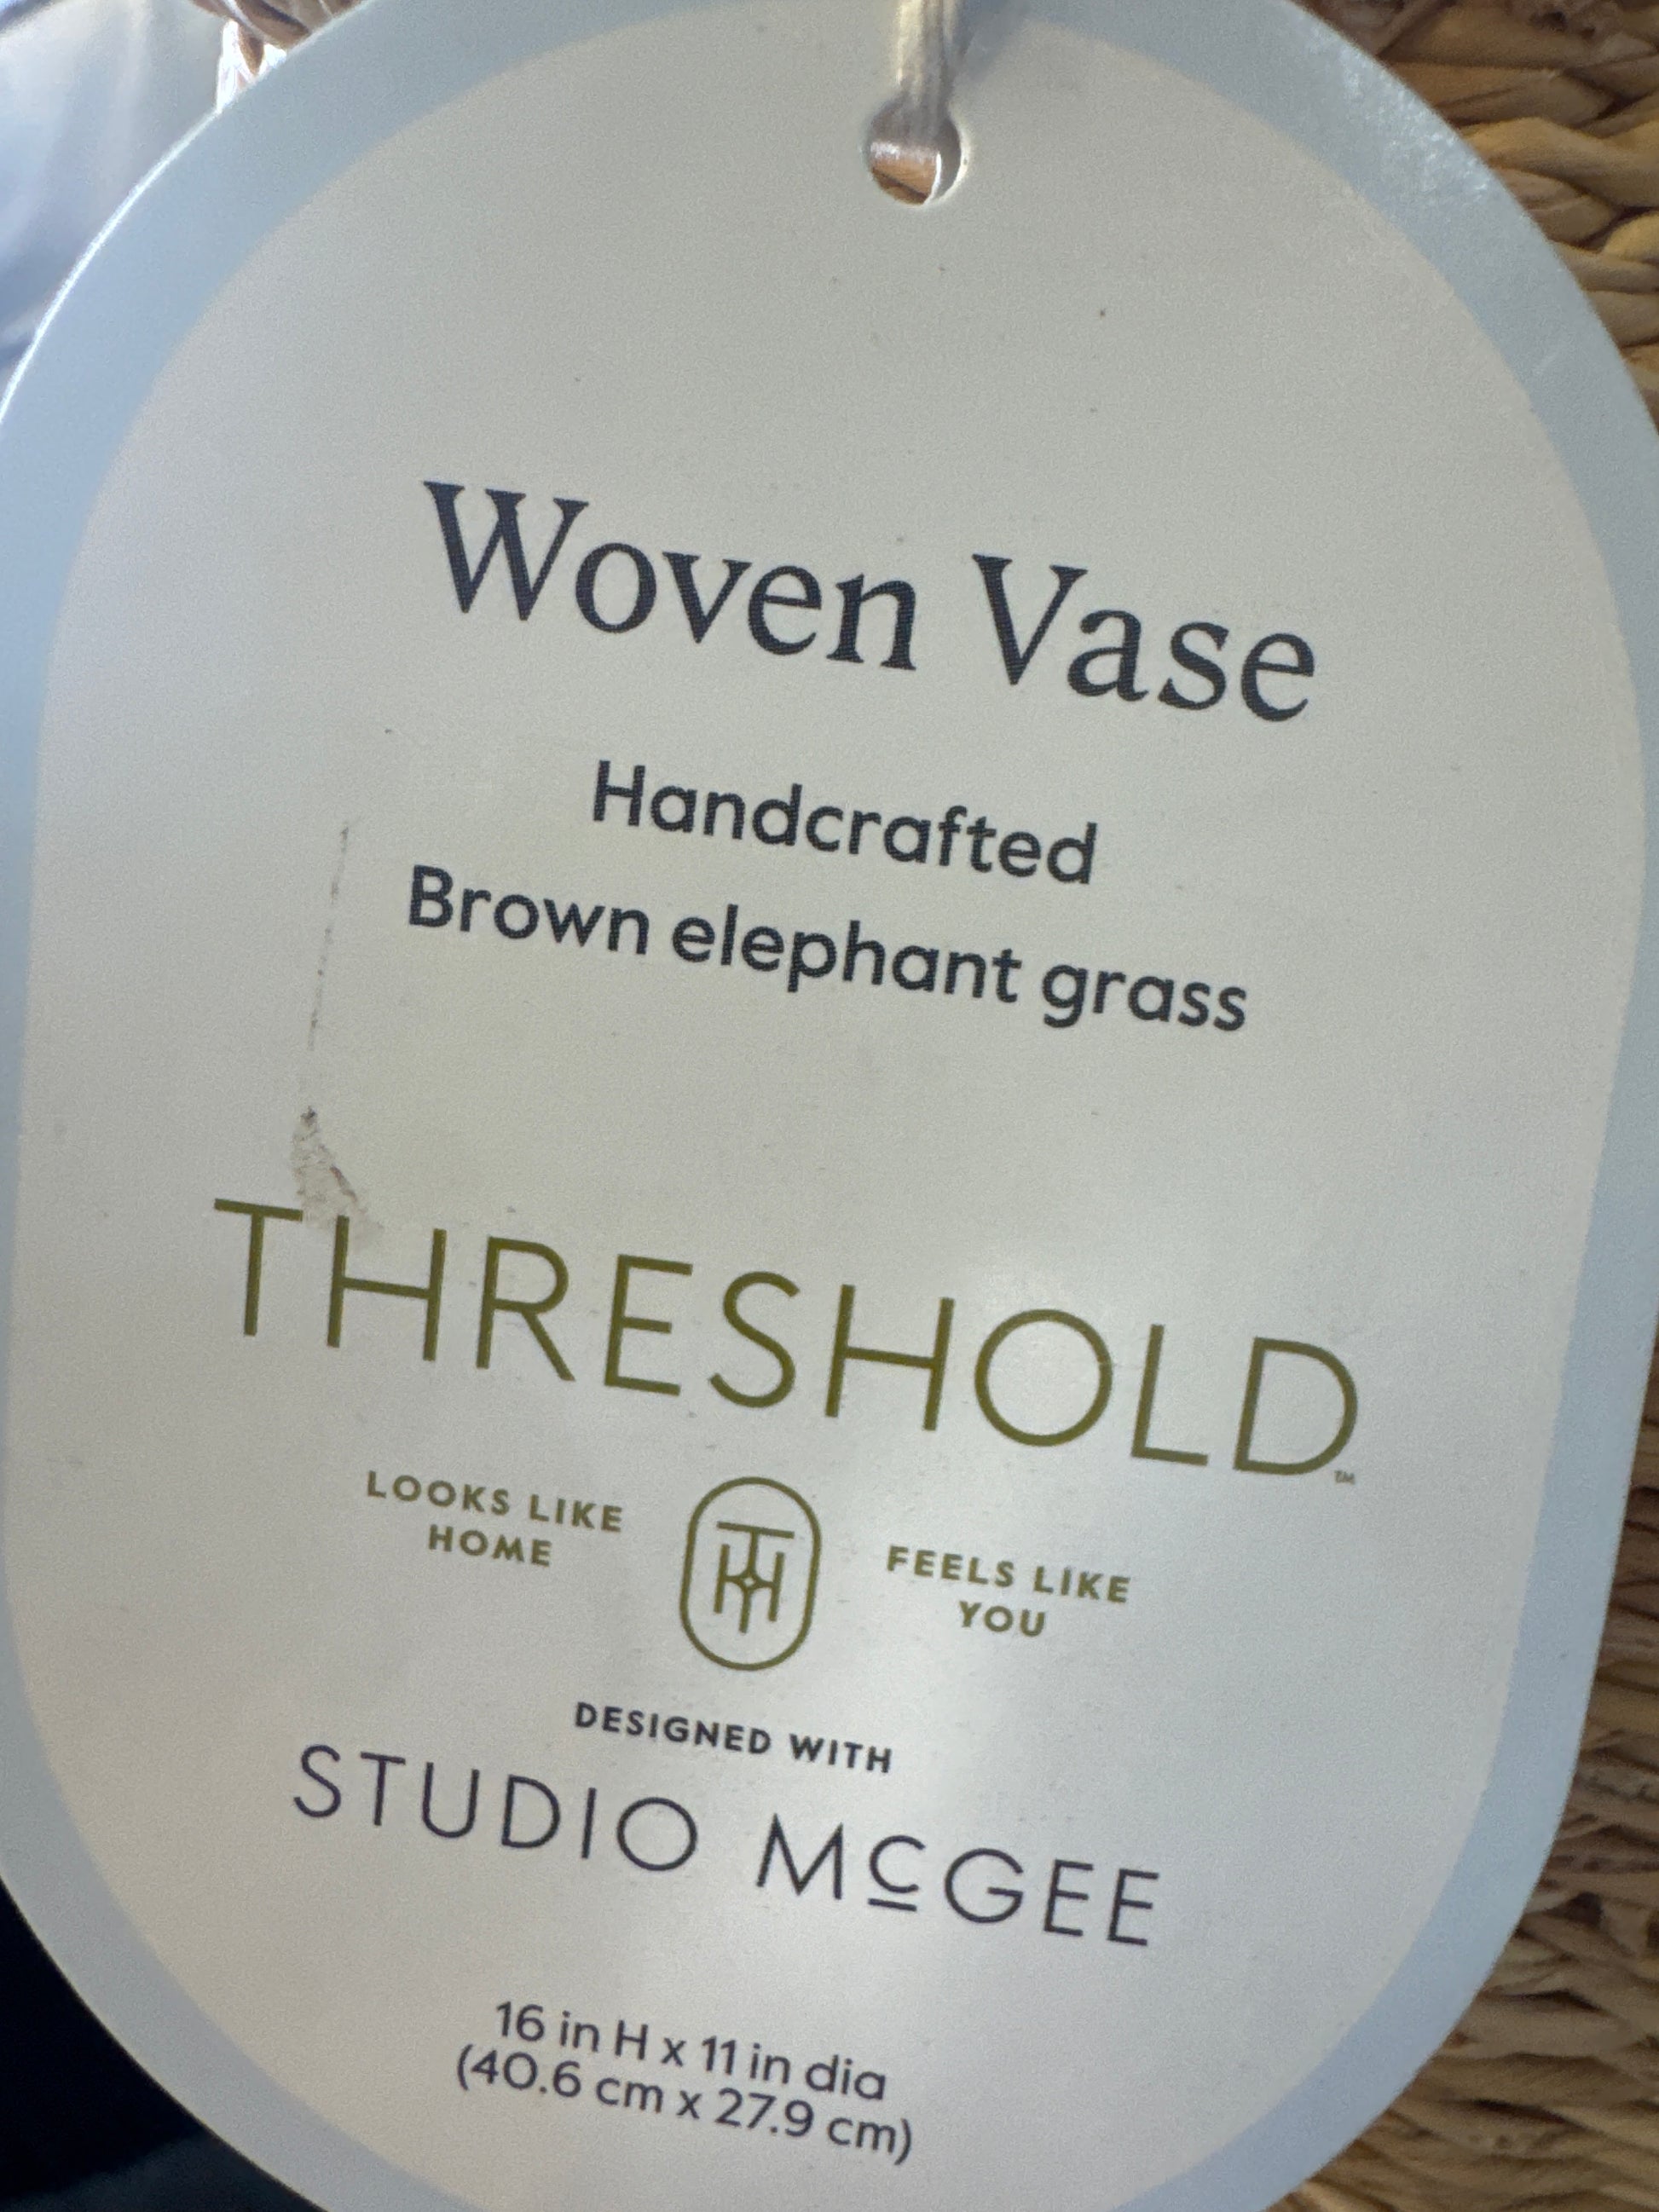 Woven Vase
Handcrafted
Brown elephant grass
THRESHOLD™
LOOKS LIKE
HOME
FEELS LIKE
YOU
DESIGNED WITH
STUDIO McGEE
16 in H x 11 in dia
(40.6 cm x 27.9 cm)